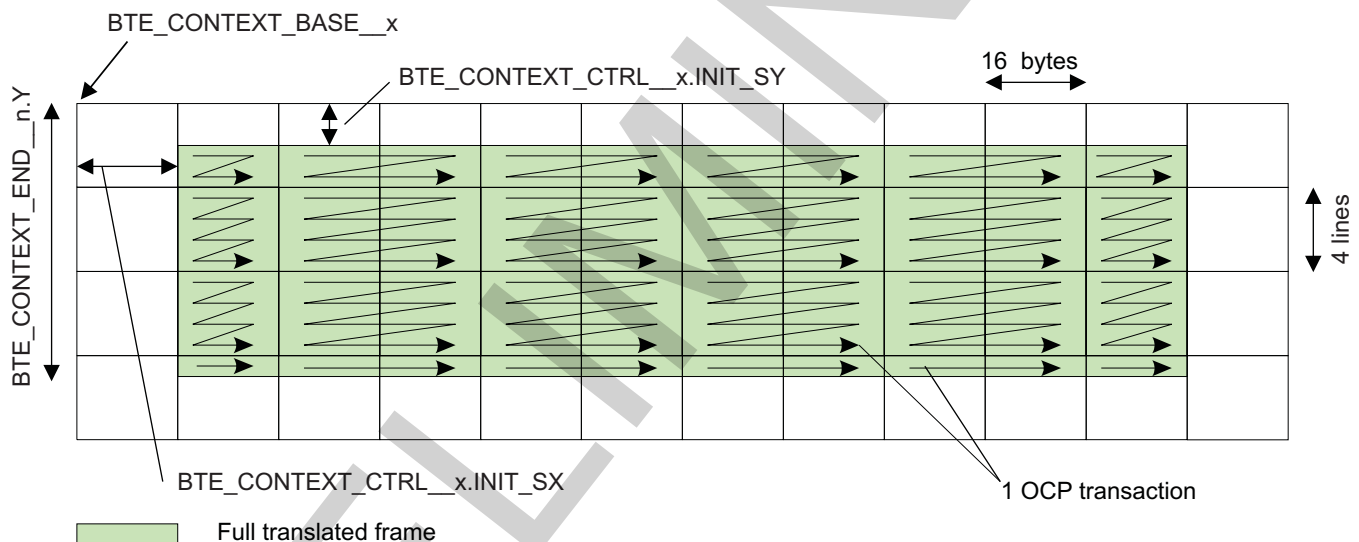 BTE_CONTEXT_BASE__x
16 bytes
BTE_CONTEXT_CTRL__x.INIT_SY
BTE_CONTEXT_END__n.Y
4 lines
BTE_CONTEXT_CTRL__x.INIT_SX
1 OCP transaction
Full translated frame